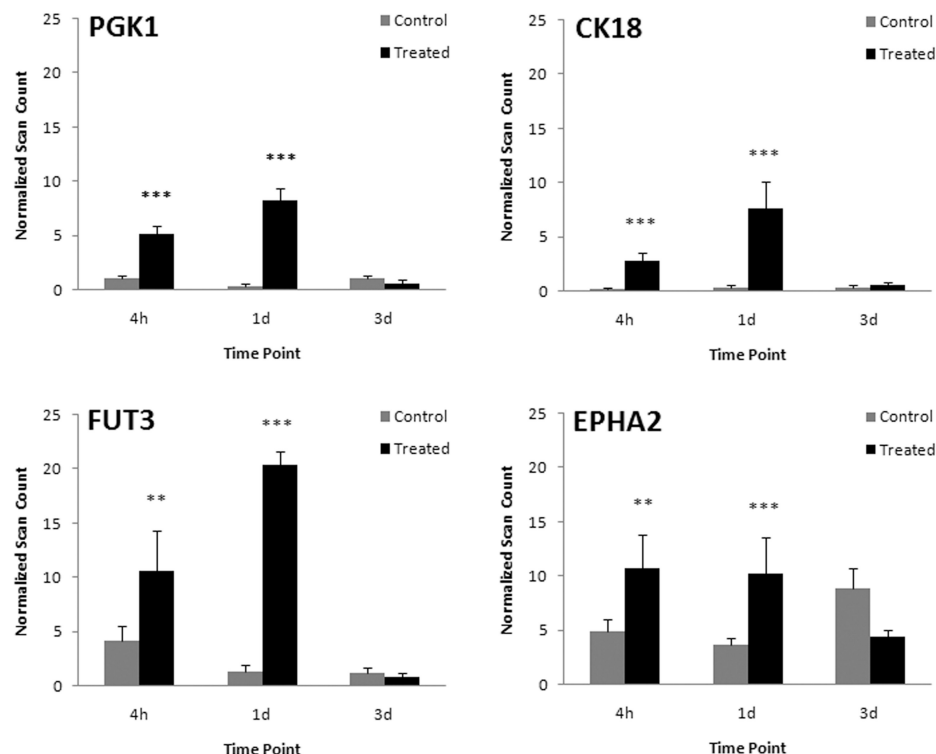 PGK1
Control
Treated
Normalized Scan Count
25
20
15
10
5
0
***
***
4h 1d 3d
Time Point
CK18
Control
Treated
Normalized Scan Count
25
20
15
10
5
0
***
***
4h 1d 3d
Time Point
FUT3
Control
Treated
Normalized Scan Count
25
20
15
10
5
0
**
***
4h 1d 3d
Time Point
EPHA2
Control
Treated
Normalized Scan Count
25
20
15
10
5
0
**
***
4h 1d 3d
Time Point